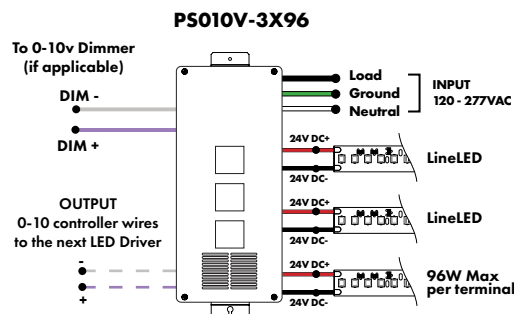 PS010V-3X96
To 0-10v Dimmer
(if applicable)
DIM -
DIM +
OUTPUT
0-10 controller wires
to the next LED Driver
-
+
Load
Ground
Neutral
INPUT
120 - 277VAC
24V DC+
24V DC-
LineLED
24V DC+
24V DC-
LineLED
24V DC+
24V DC-
96W Max
per terminal